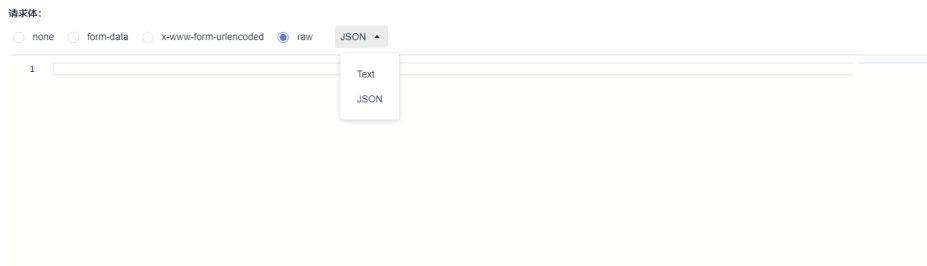 请求体：
none form-data x-www-form-urlencoded raw JSON
1
Text
JSON